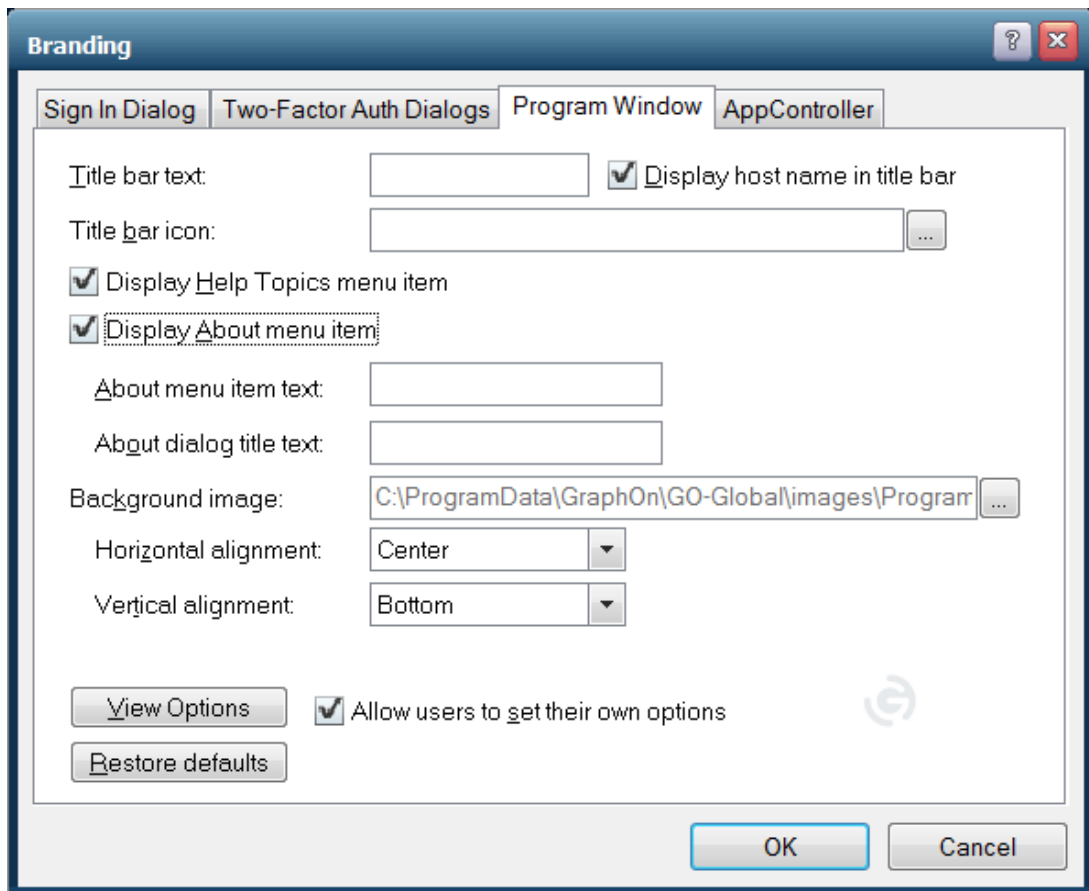 Branding
Sign In Dialog Two-Factor Auth Dialogs Program Window AppController
Title bar text: Display host name in title bar
Title bar icon: ...
Display Help Topics menu item
Display About menu item
About menu item text:
About dialog title text:
Background image: C:\ProgramData\GraphOn\GO-Global\images\Program ...
Horizontal alignment: Center
Vertical alignment: Bottom
View Options Allow users to set their own options
Restore defaults
OK Cancel